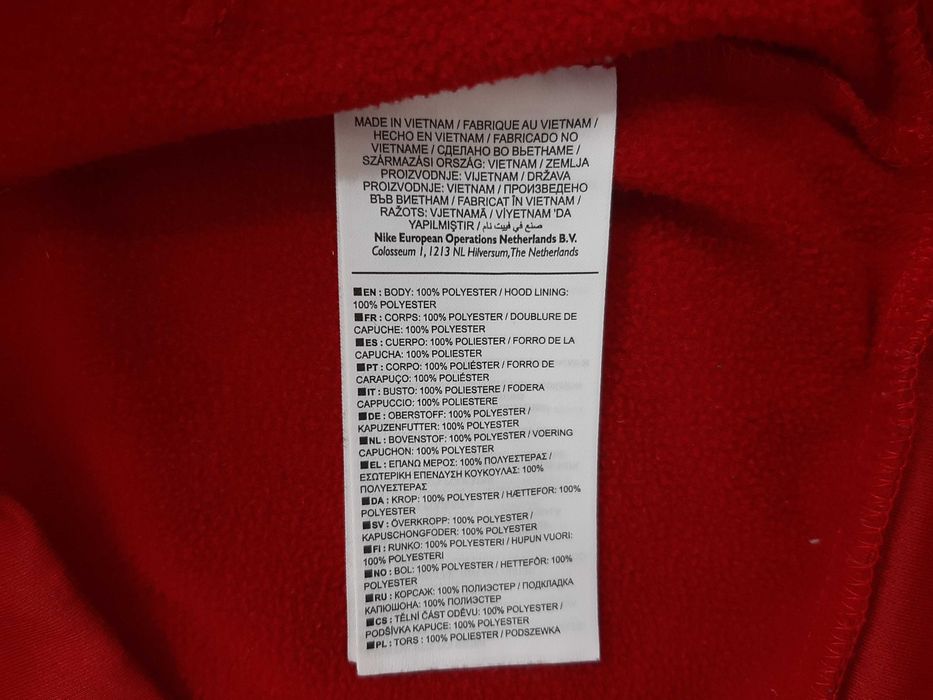 MADE IN VIETNAM / FABRIQUE AU VIETNAM /
HECHO EN VIETNAM / FABRICADO NO
VIETNAME / СДЕЛАНО ВО ВЬЕТНАМЕ /
SZÁRMAZÁSI ORSZÁG: VIETNAM / ZEMLJA
PROIZVODNJE: VIJETNAM / DRŽAVA
PROIZVODNJE: VIETNAM / ПРОИЗВЕДЕНО
ВЪВ ВИЕТНАМ / FABRICAT ÎN VIETNAM /
RAŽOTS: VJETNAMĀ / VİYETNAM 'DA
YAPILMIŞTIR / صنع في فييت نام
Nike European Operations Netherlands B.V.
Colosseum 1, 1213 NL Hilversum, The Netherlands
EN : BODY: 100% POLYESTER / HOOD LINING:
100% POLYESTER
FR : CORPS: 100% POLYESTER / DOUBLURE DE
CAPUCHE: 100% POLYESTER
ES : CUERPO: 100% POLIESTER / FORRO DE LA
CAPUCHA: 100% POLIESTER
PT : CORPO: 100% POLIÉSTER / FORRO DE
CARAPUÇO: 100% POLIÉSTER
IT : BUSTO: 100% POLIESTERE / FODERA
CAPPUCCIO: 100% POLIESTERE
DE : OBERSTOFF: 100% POLYESTER /
KAPUZENFUTTER: 100% POLYESTER
NL : BOVENSTOF: 100% POLYESTER / VOERING
CAPUCHON: 100% POLYESTER
EL : ΕΠΑΝΩ ΜΕΡΟΣ: 100% ΠΟΛΥΕΣΤΕΡΑΣ /
ΕΣΩΤΕΡΙΚΗ ΕΠΕΝΔΥΣΗ ΚΟΥΚΟΥΛΑΣ: 100%
ΠΟΛΥΕΣΤΕΡΑΣ
DA : KROP: 100% POLYESTER / HÆTTEFOR: 100%
POLYESTER
SV : ÖVERKROPP: 100% POLYESTER /
KAPUSCHONGFODER: 100% POLYESTER
FI : RUNKO: 100% POLYESTERI / HUPUN VUORI:
100% POLYESTERI
NO : BOL: 100% POLYESTER / HETTEFÔR: 100%
POLYESTER
RU : КОРСАЖ: 100% ПОЛИЭСТЕР / ПОДКЛАДКА
КАПЮШОНА: 100% ПОЛИЭСТЕР
CS : TĚLNÍ ČÁST ODĚVU: 100% POLYESTER /
PODŠÍVKA KAPUCE: 100% POLYESTER
PL : TORS : 100% POLIESTER / PODSZEWKA